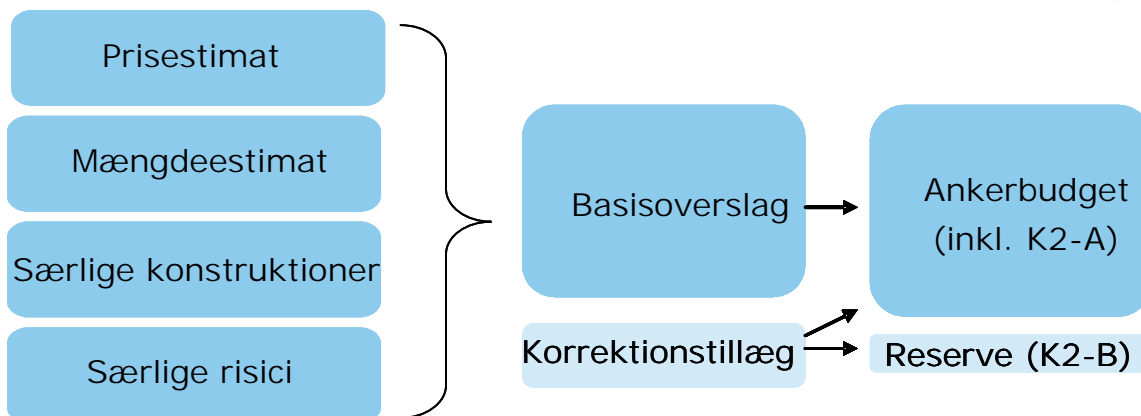 Prisestimat
Mængdeestimat
Særlige konstruktioner
Særlige risici
Basisoverslag
Korrektionstillæg
Ankerbudget
(inkl. K2-A)
Reserve (K2-B)